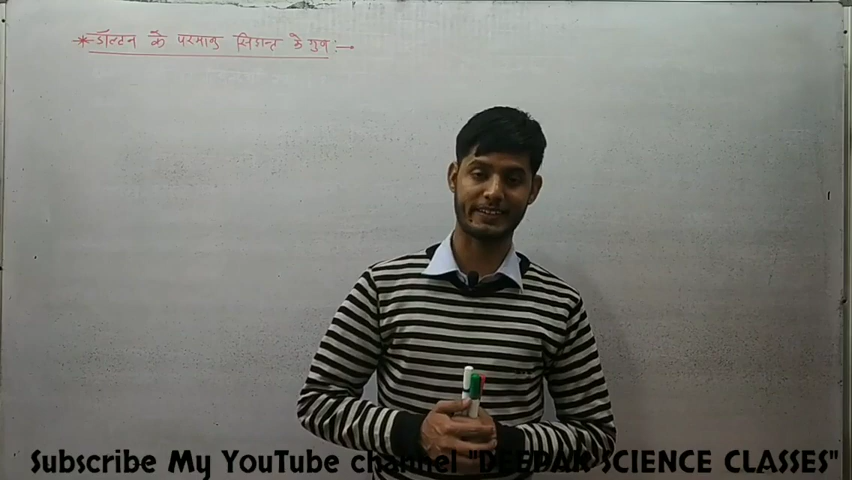 * डॉल्टन के परमाणु सिद्धान्त के गुण :-
Subscribe My YouTube channel "DEEPAK SCIENCE CLASSES"